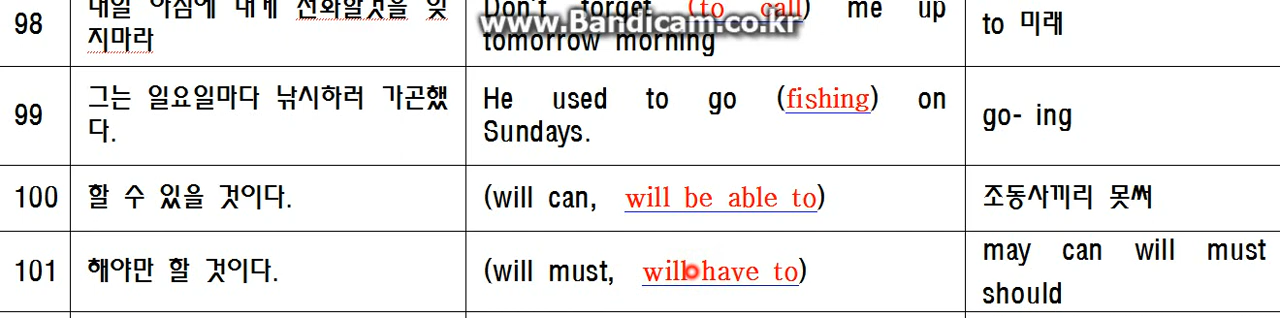 98
내일 아침에 내게 전화할것을 잊
지마라
Don't forget (to call) me up
tomorrow morning
to 미래
www.Bandicam.co.kr
99
그는 일요일마다 낚시하러 가곤했
다.
He used to go (fishing) on
Sundays.
go- ing
100
할 수 있을 것이다.
(will can, will be able to)
조동사끼리 못써
101
해야만 할 것이다.
(will must, will have to)
may can will must
should